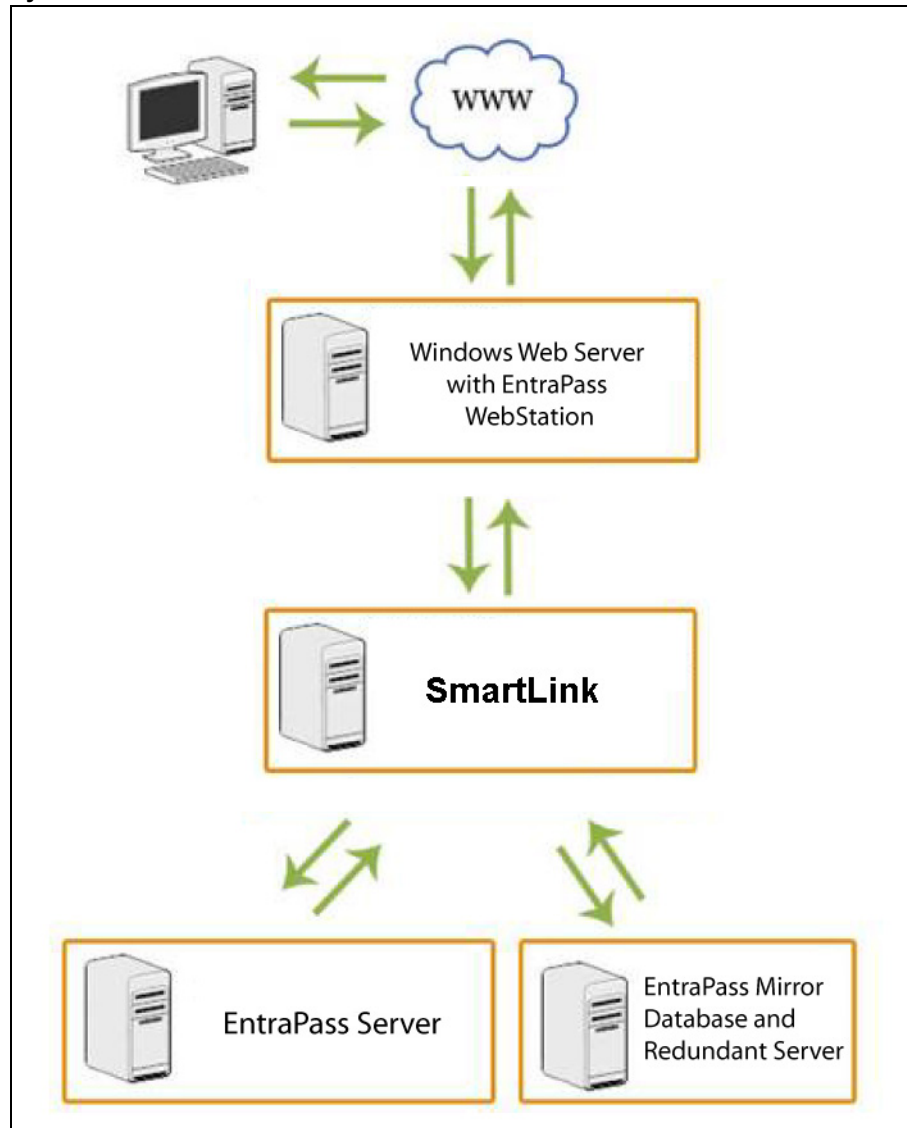 WWW
Windows Web Server
with EntraPass
WebStation
SmartLink
EntraPass Server
EntraPass Mirror
Database and
Redundant Server